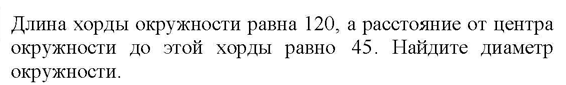 Длина хорды окружности равна 120, а расстояние от центра
окружности до этой хорды равно 45. Найдите диаметр
окружности.